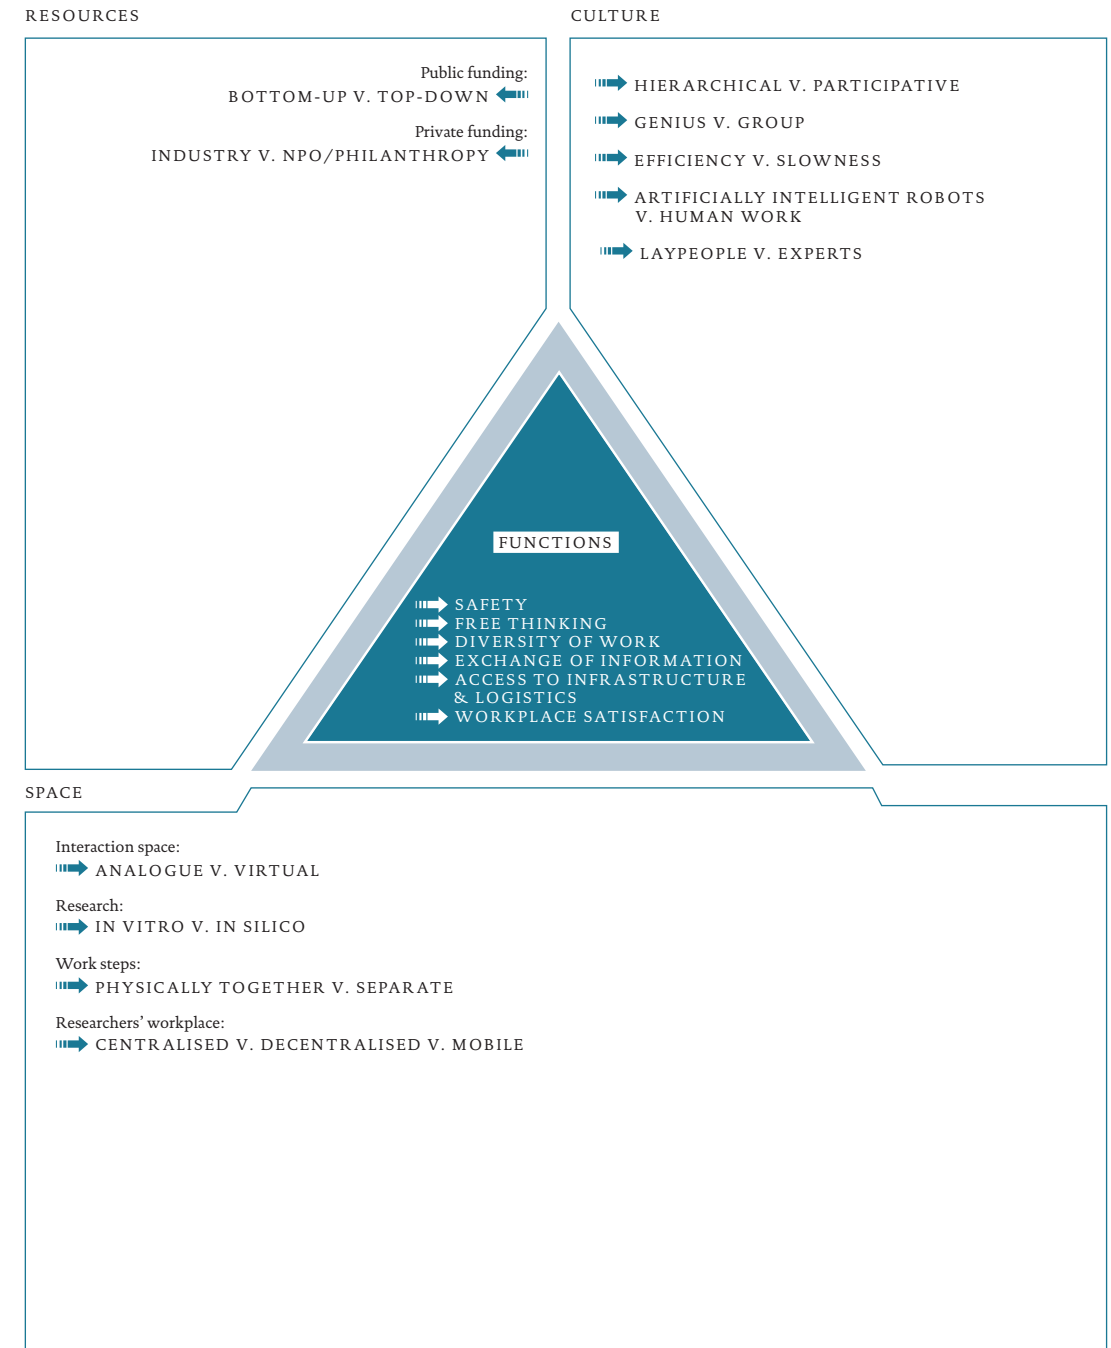 RESOURCES
Public funding:
BOTTOM-UP V. TOP-DOWN
Private funding:
INDUSTRY V. NPO/PHILANTHROPY
CULTURE
HIERARCHICAL V. PARTICIPATIVE
GENIUS V. GROUP
EFFICIENCY V. SLOWNESS
ARTIFICIALLY INTELLIGENT ROBOTS
V. HUMAN WORK
LAYPEOPLE V. EXPERTS
FUNCTIONS
SAFETY
FREE THINKING
DIVERSITY OF WORK
EXCHANGE OF INFORMATION
ACCESS TO INFRASTRUCTURE
& LOGISTICS
WORKPLACE SATISFACTION
SPACE
Interaction space:
ANALOGUE V. VIRTUAL
Research:
IN VITRO V. IN SILICO
Work steps:
PHYSICALLY TOGETHER V. SEPARATE
Researchers’ workplace:
CENTRALISED V. DECENTRALISED V. MOBILE